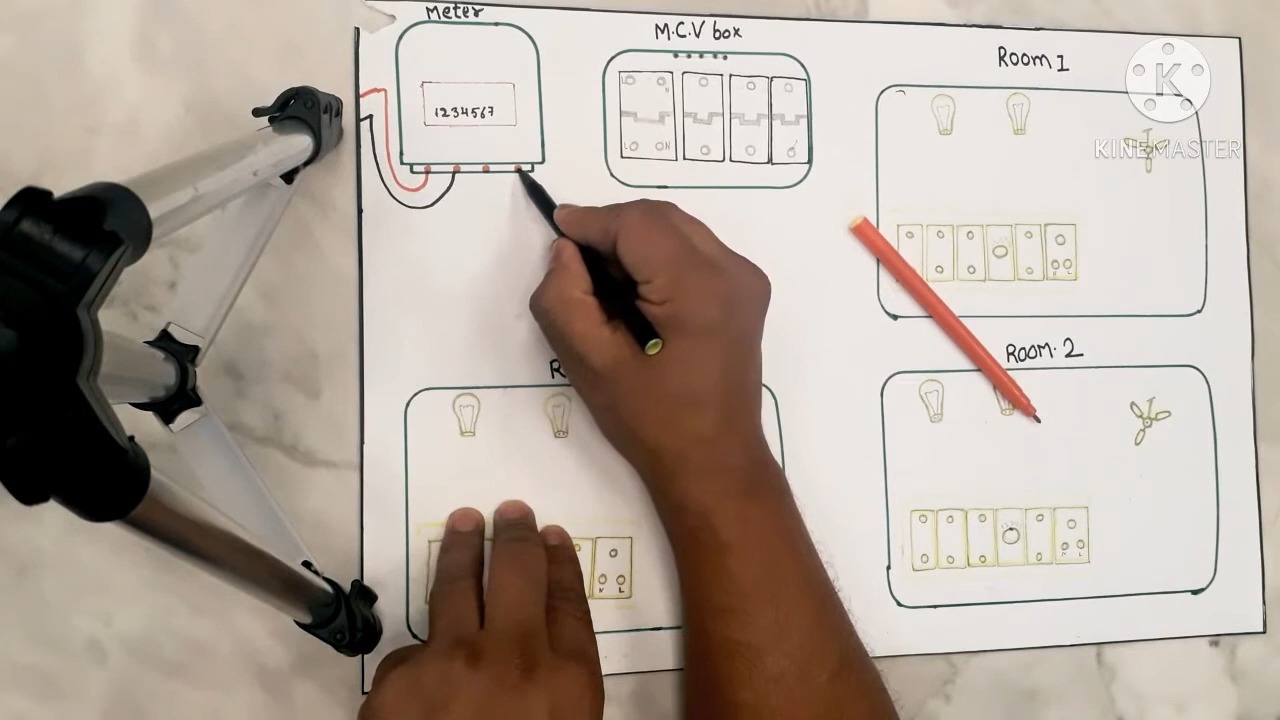 Meter
M.C.V box
Room 1
K
KINEMASTER
1234567
L N
L N
N L
ROOM. 2
R
N L
N L